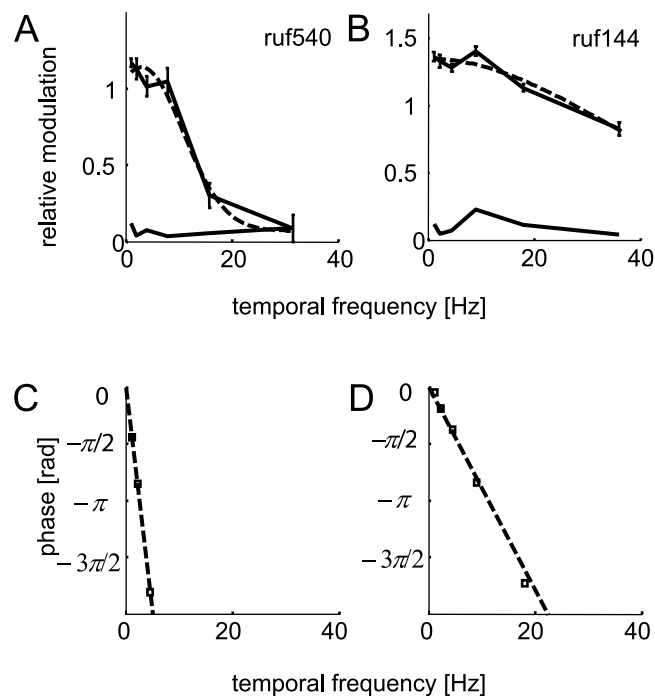 A
ruf540
relative modulation
1
0.5
0
0
20
40
B
ruf144
1.5
1
0.5
0
0
20
40
temporal frequency [Hz]
C
phase [rad]
0
−π/2
−π
−3π/2
0
20
40
D
0
−π/2
−π
−3π/2
0
20
40
temporal frequency [Hz]